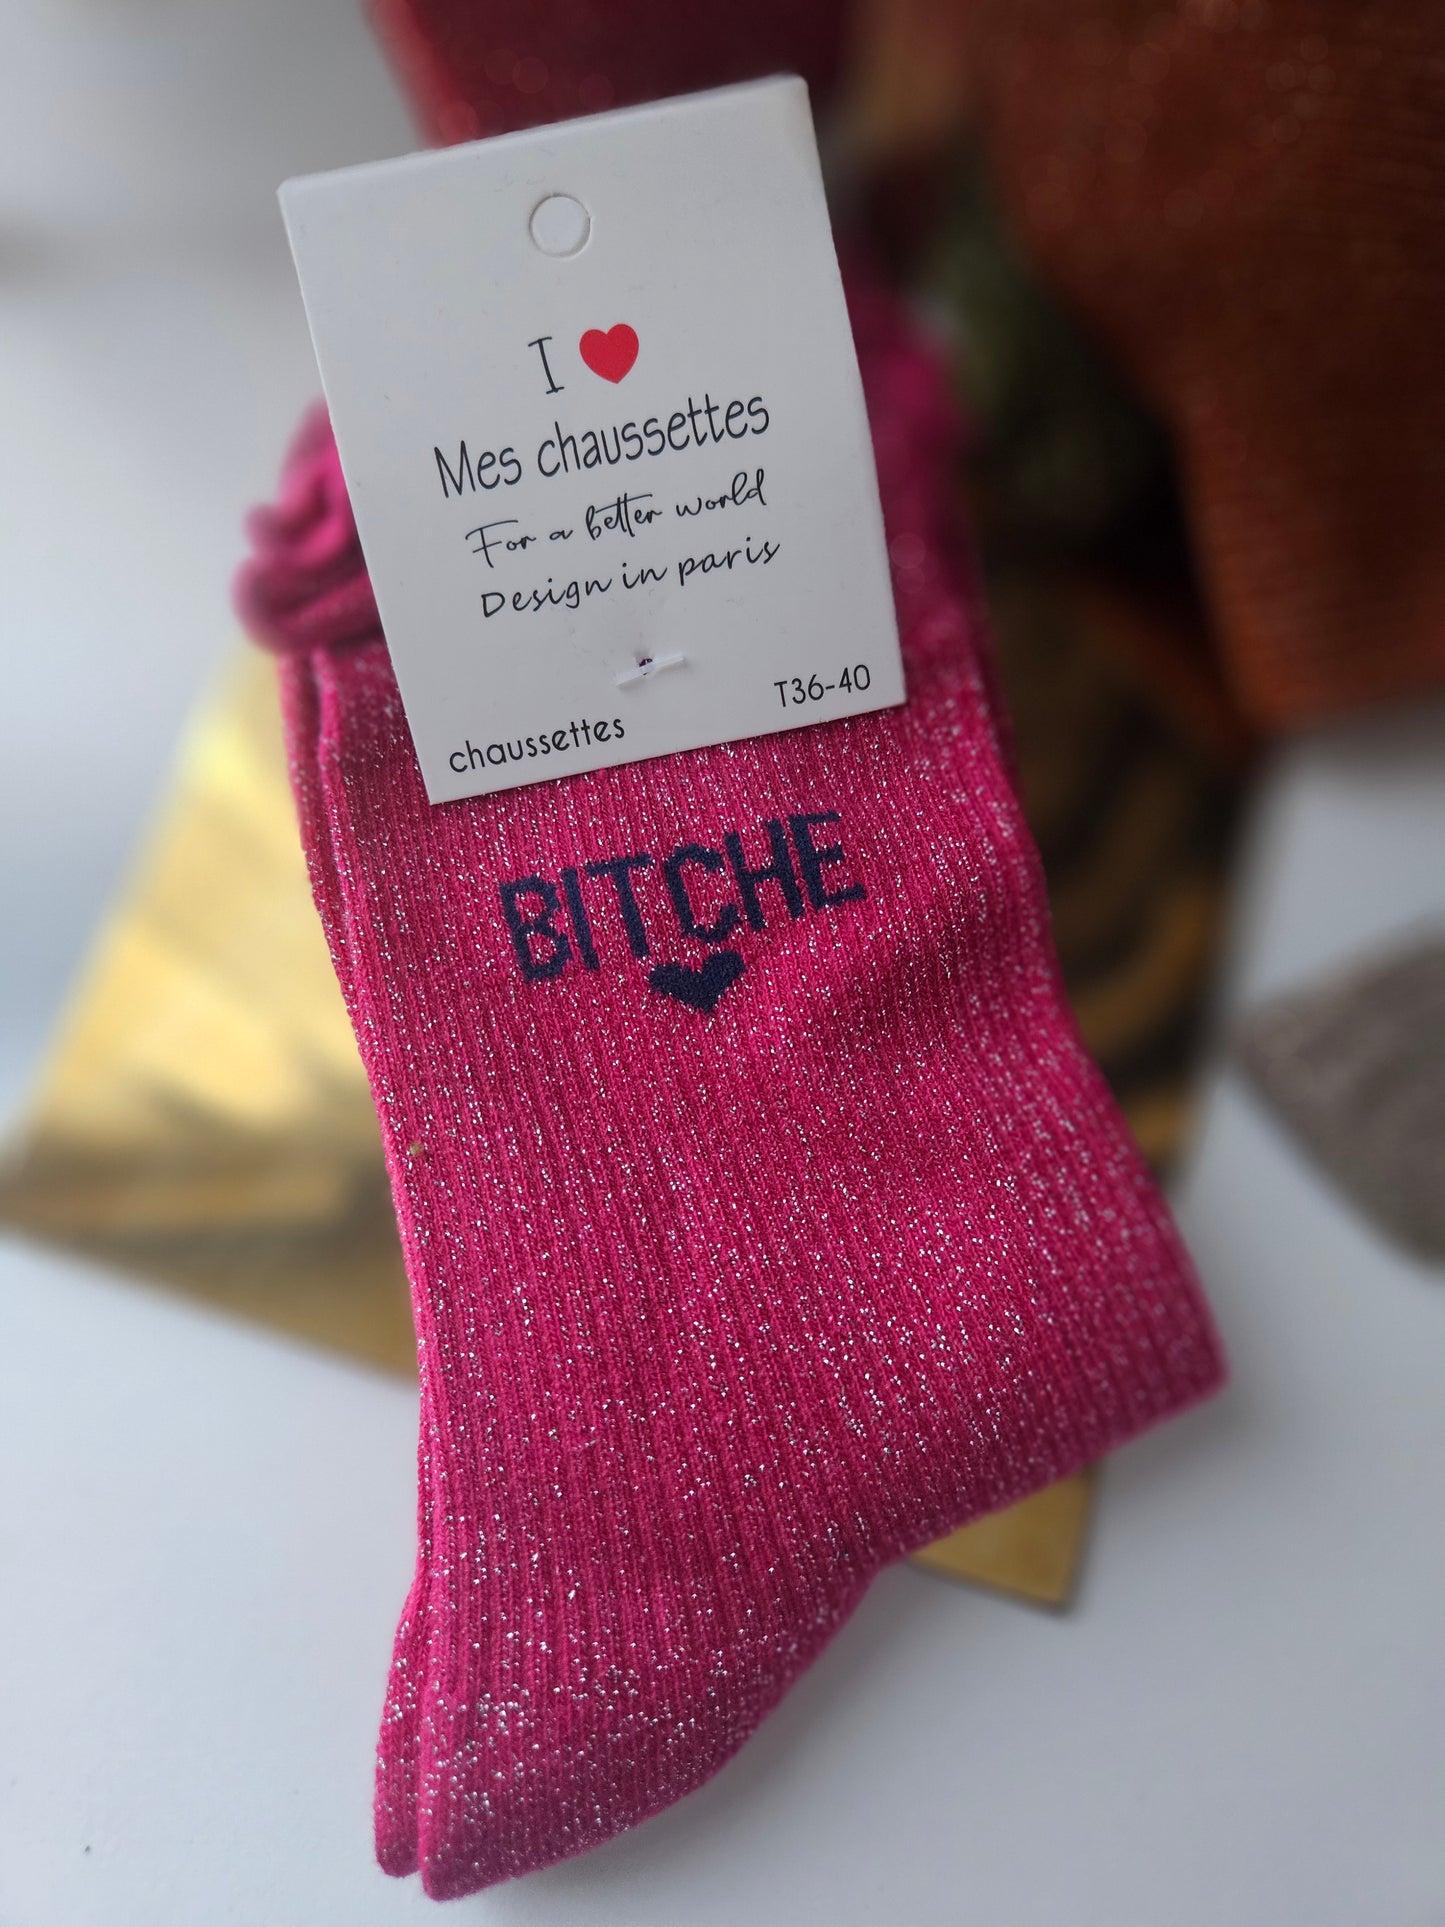 I ❤
Mes chaussettes
For a better world
Design in paris
T36-40
chaussettes
BITCHE